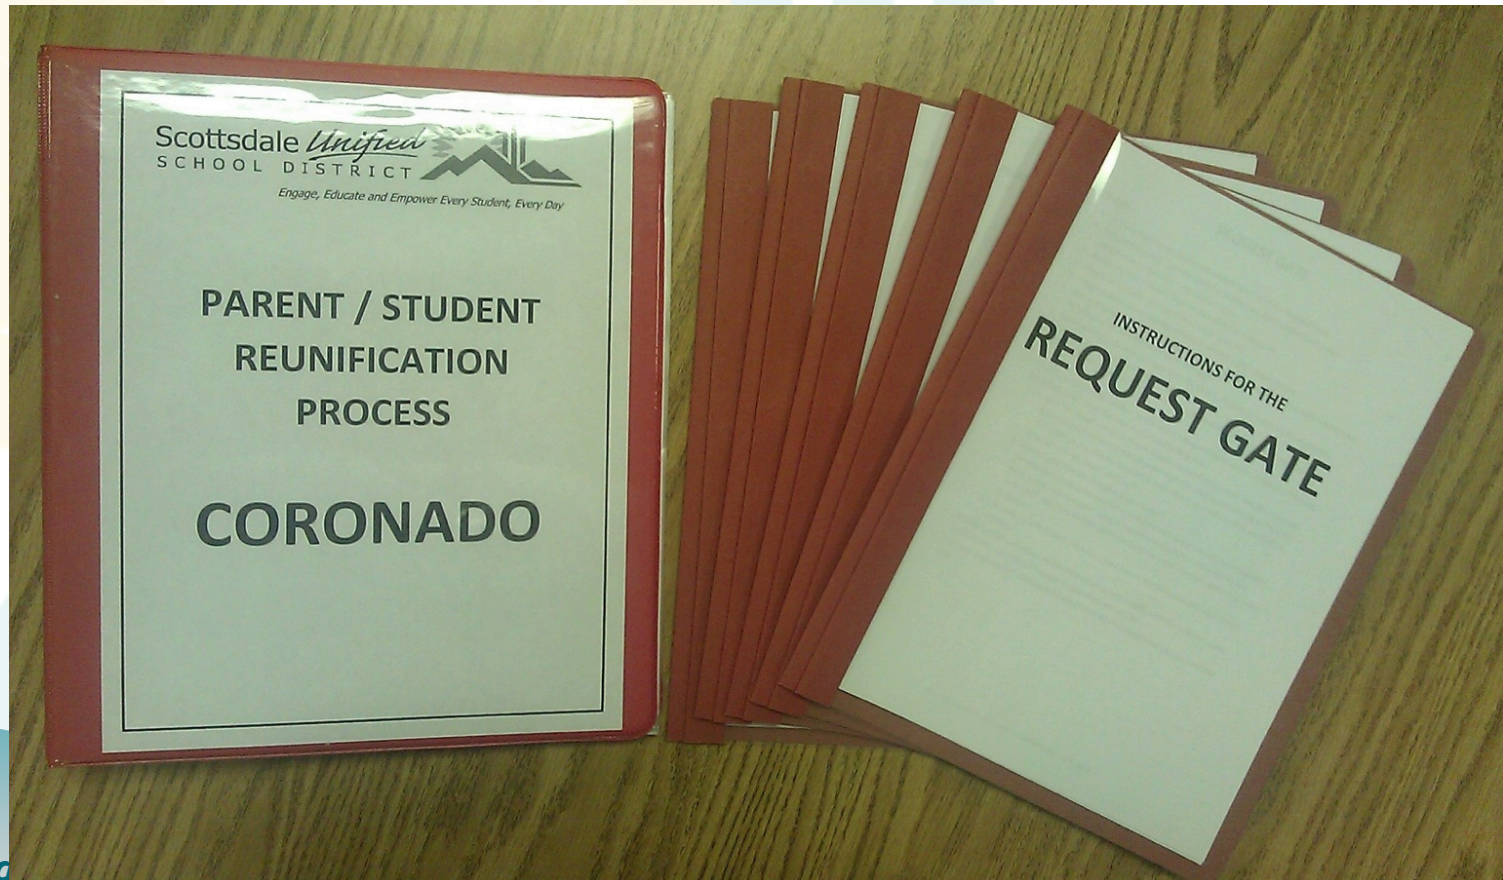 Scottsdale Unified
SCHOOL DISTRICT
Engage, Educate and Empower Every Student, Every Day
PARENT / STUDENT
REUNIFICATION
PROCESS
CORONADO
INSTRUCTIONS FOR THE
REQUEST GATE